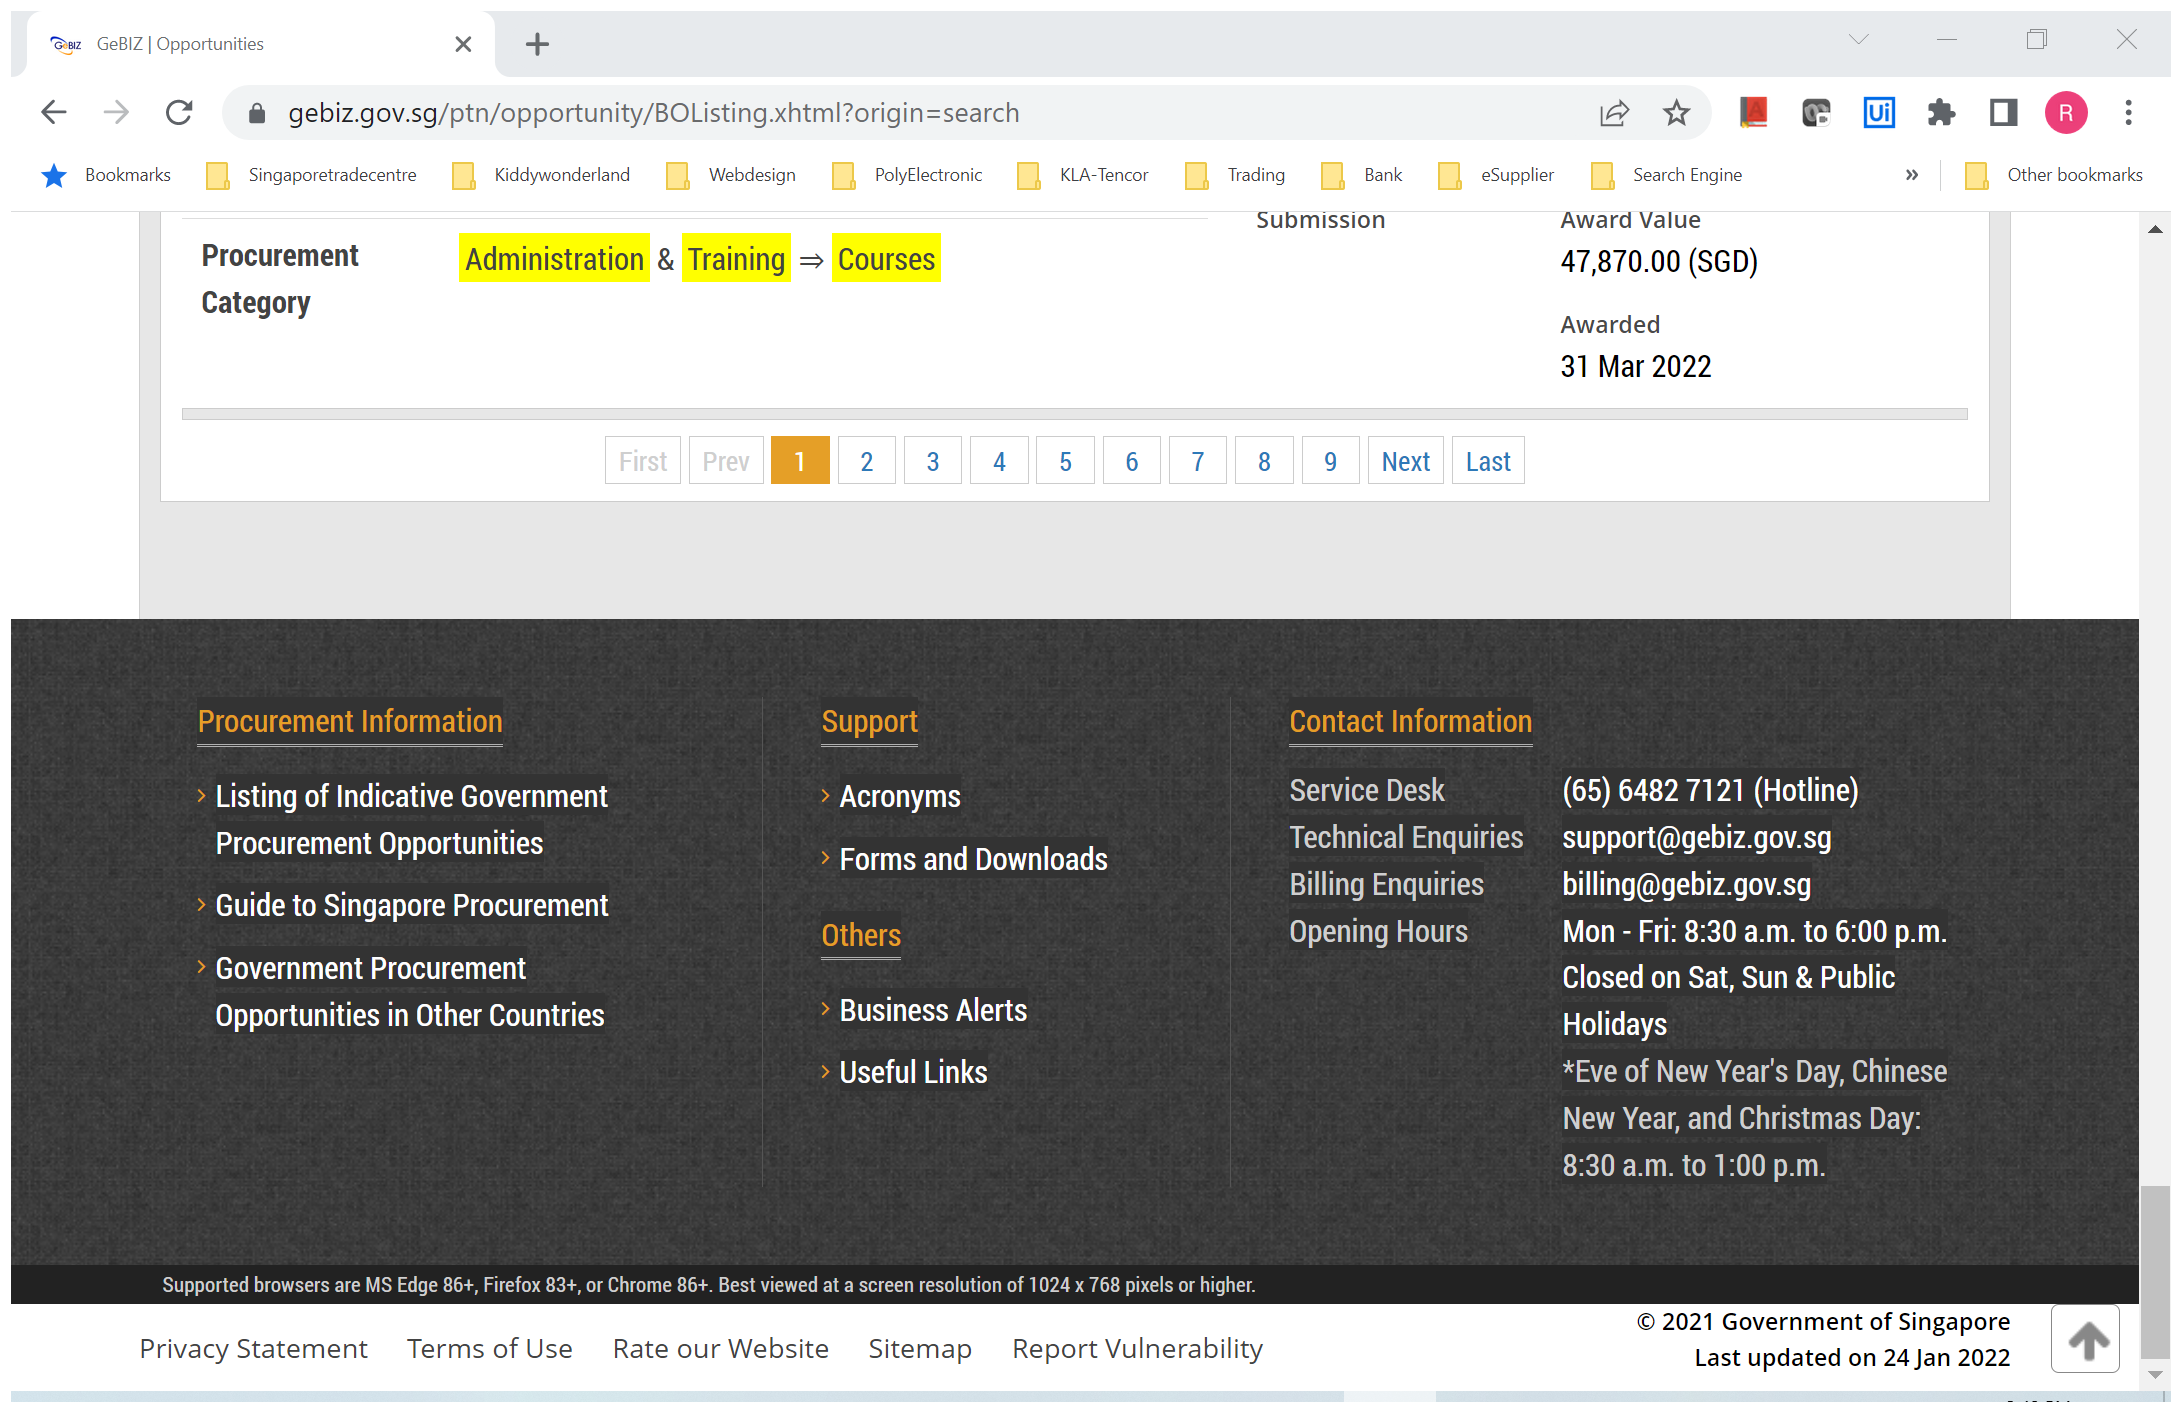 GeBIZ GeBIZ | Opportunities
gebiz.gov.sg/ptn/opportunity/BOListing.xhtml?origin=search
Ui
R
Bookmarks Singaporetradecentre Kiddywonderland Webdesign PolyElectronic KLA-Tencor Trading Bank eSupplier Search Engine » Other bookmarks
Submission Award Value
Procurement Category
Administration & Training ⇒ Courses
47,870.00 (SGD)
Awarded
31 Mar 2022
First Prev 1 2 3 4 5 6 7 8 9 Next Last
Procurement Information
Listing of Indicative Government
Procurement Opportunities
Guide to Singapore Procurement
Government Procurement
Opportunities in Other Countries
Support
Acronyms
Forms and Downloads
Others
Business Alerts
Useful Links
Contact Information
Service Desk (65) 6482 7121 (Hotline)
Technical Enquiries support@gebiz.gov.sg
Billing Enquiries billing@gebiz.gov.sg
Opening Hours Mon - Fri: 8:30 a.m. to 6:00 p.m.
Closed on Sat, Sun & Public
Holidays
*Eve of New Year's Day, Chinese
New Year, and Christmas Day:
8:30 a.m. to 1:00 p.m.
Supported browsers are MS Edge 86+, Firefox 83+, or Chrome 86+. Best viewed at a screen resolution of 1024 x 768 pixels or higher.
Privacy Statement Terms of Use Rate our Website Sitemap Report Vulnerability
© 2021 Government of Singapore
Last updated on 24 Jan 2022